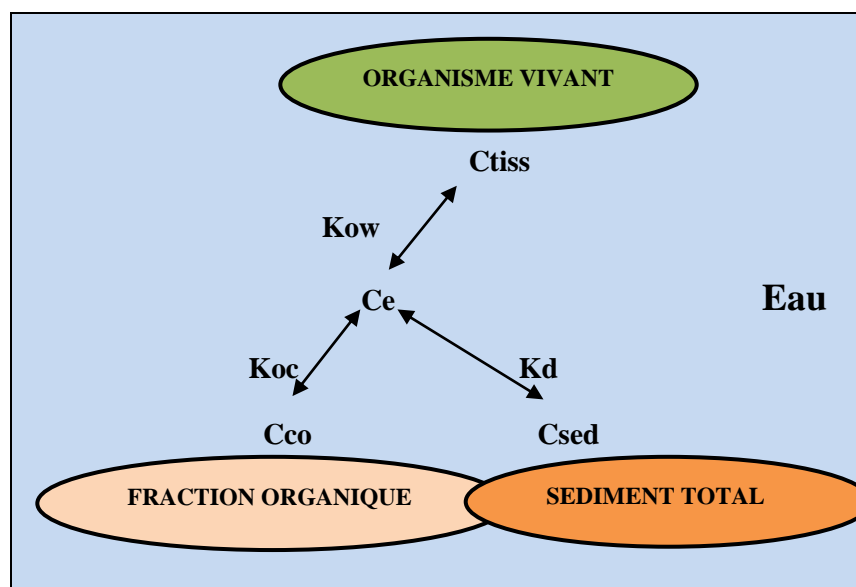 ORGANISME VIVANT
Ctiss
Kow
Ce
Eau
Koc
Kd
Cco
Csed
FRACTION ORGANIQUE
SEDIMENT TOTAL